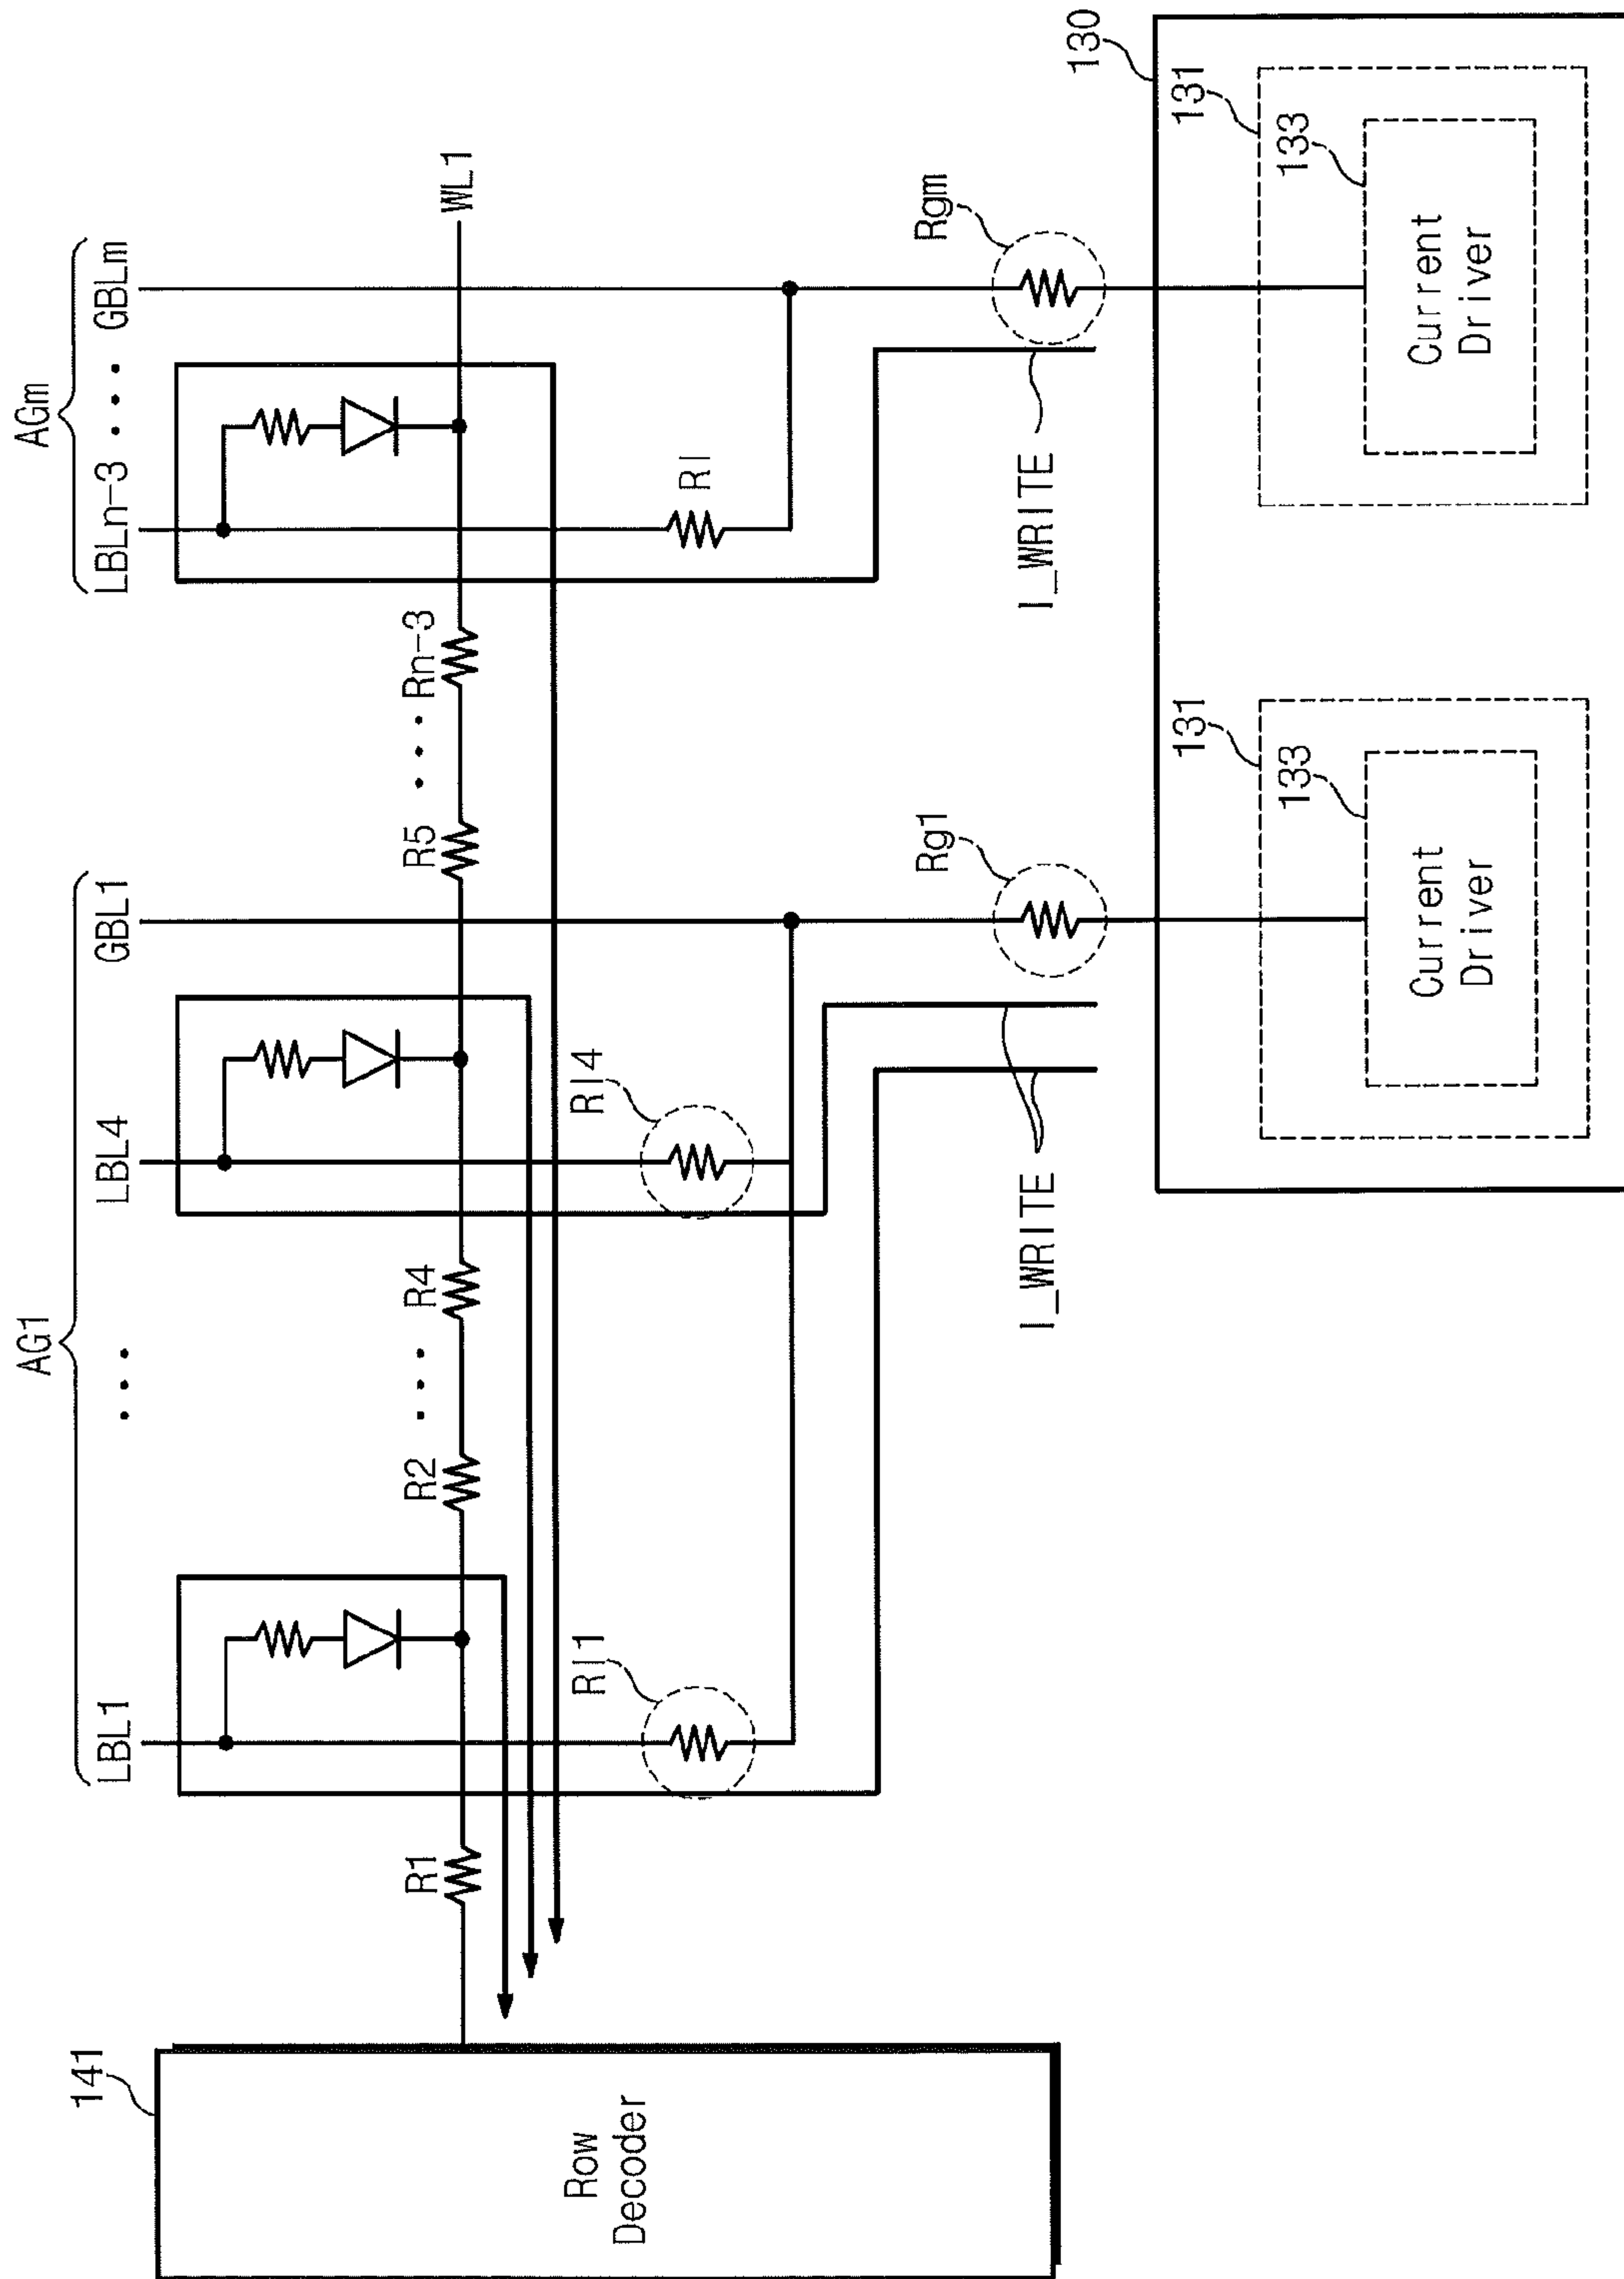 AG1
AGm
LBL1
...
LBL4
GBL1
LBLn-3
...
GBLm
R1
R2
...
R4
R5
...
Rn-3
WL1
Rl1
Rl4
Rl
Rg1
Rgm
I_WRITE
I_WRITE
141
Row
Decoder
130
131
133
Current
Driver
131
133
Current
Driver